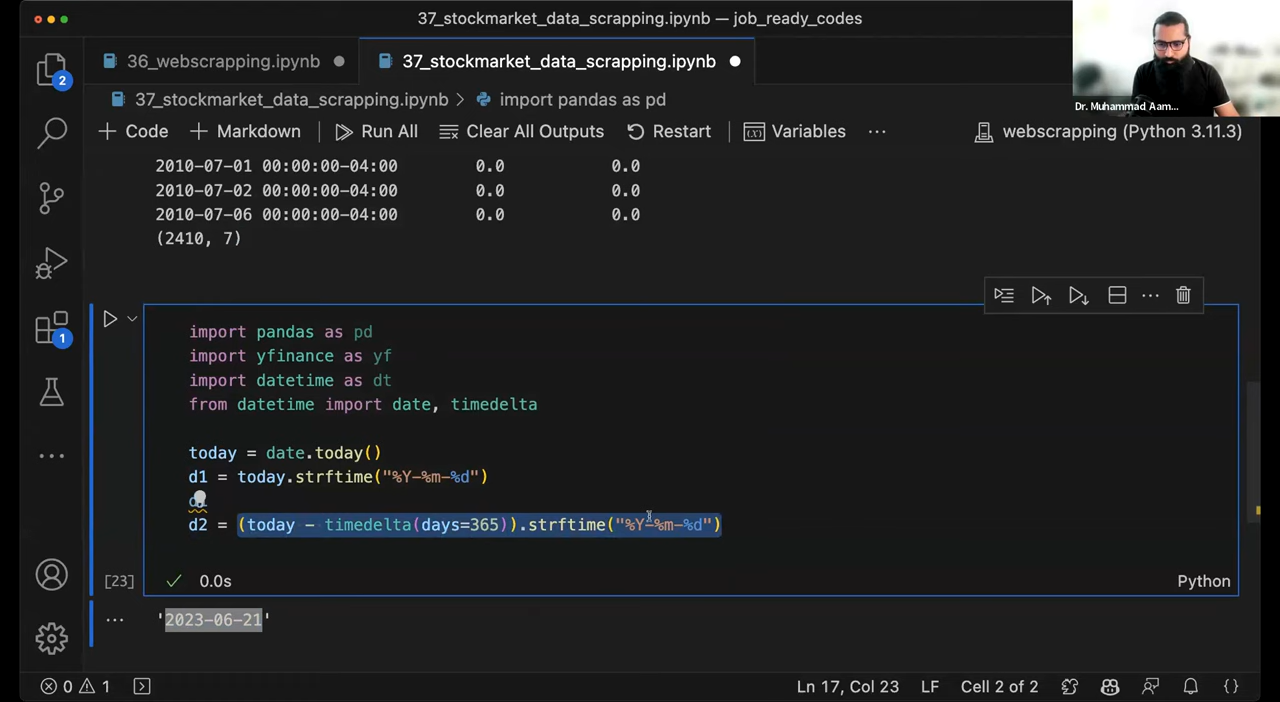 37_stockmarket_data_scrapping.ipynb — job_ready_codes
36_webscrapping.ipynb
37_stockmarket_data_scrapping.ipynb
37_stockmarket_data_scrapping.ipynb > import pandas as pd
Dr. Muhammad Aam...
+ Code + Markdown Run All Clear All Outputs Restart Variables ... webscrapping (Python 3.11.3)
2
2010-07-01 00:00:00-04:00 0.0 0.0
2010-07-02 00:00:00-04:00 0.0 0.0
2010-07-06 00:00:00-04:00 0.0 0.0
(2410, 7)
1
import pandas as pd
import yfinance as yf
import datetime as dt
from datetime import date, timedelta
today = date.today()
d1 = today.strftime("%Y-%m-%d")
d2 = (today - timedelta(days=365)).strftime("%Y-%m-%d")
[23] 0.0s Python
'2023-06-21'
0 1 Ln 17, Col 23 LF Cell 2 of 2